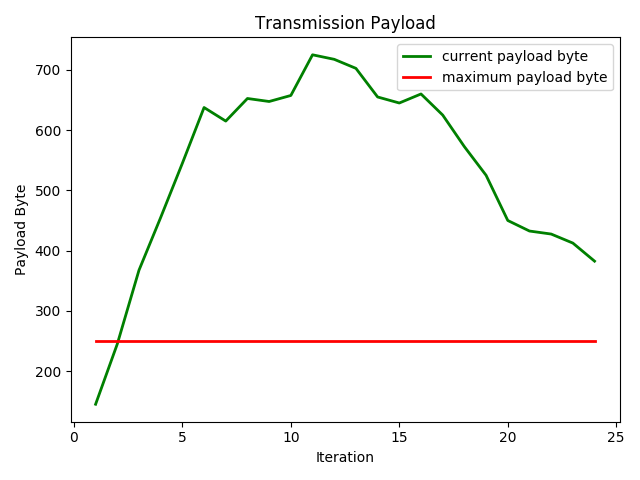 Transmission Payload
current payload byte
maximum payload byte
Payload Byte
700
600
500
400
300
200
0 5 10 15 20 25
Iteration